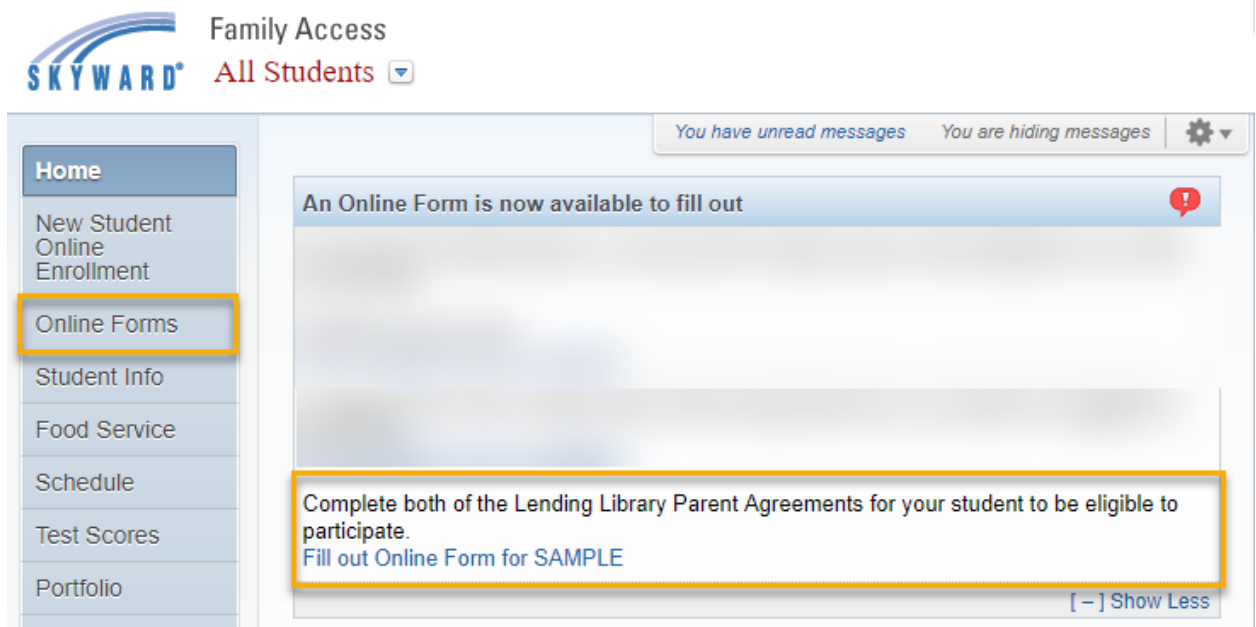 SKYWARD®
Family Access
All Students
You have unread messages
You are hiding messages
Home
New Student
Online
Enrollment
Online Forms
Student Info
Food Service
Schedule
Test Scores
Portfolio
An Online Form is now available to fill out
Complete both of the Lending Library Parent Agreements for your student to be eligible to
participate.
Fill out Online Form for SAMPLE
[ – ] Show Less